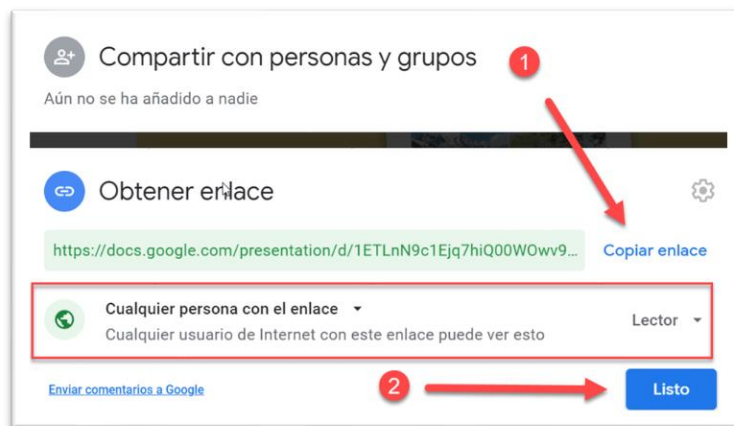 Compartir con personas y grupos
1
Aún no se ha añadido a nadie
Obtener enlace
https://docs.google.com/presentation/d/1ETLnN9c1Ejq7hiQ00WOwv9...
Copiar enlace
Cualquier persona con el enlace
Cualquier usuario de Internet con este enlace puede ver esto
Lector
Enviar comentarios a Google
2
Listo